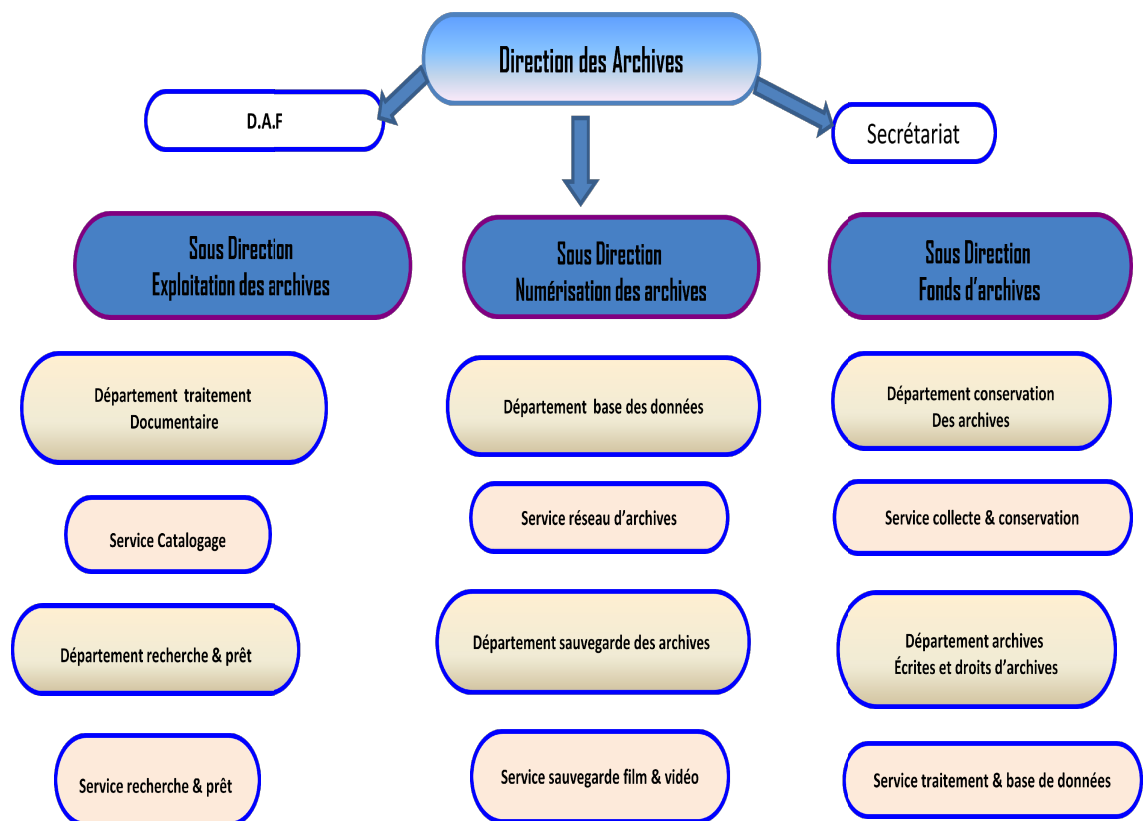 Direction des Archives
D.A.F
Secrétariat
Sous Direction
Exploitation des archives
Sous Direction
Numérisation des archives
Sous Direction
Fonds d'archives
Département traitement
Documentaire
Département base des données
Département conservation
Des archives
Service Catalogage
Service réseau d'archives
Service collecte & conservation
Département recherche & prêt
Département sauvegarde des archives
Département archives
Écrites et droits d'archives
Service recherche & prêt
Service sauvegarde film & vidéo
Service traitement & base de données